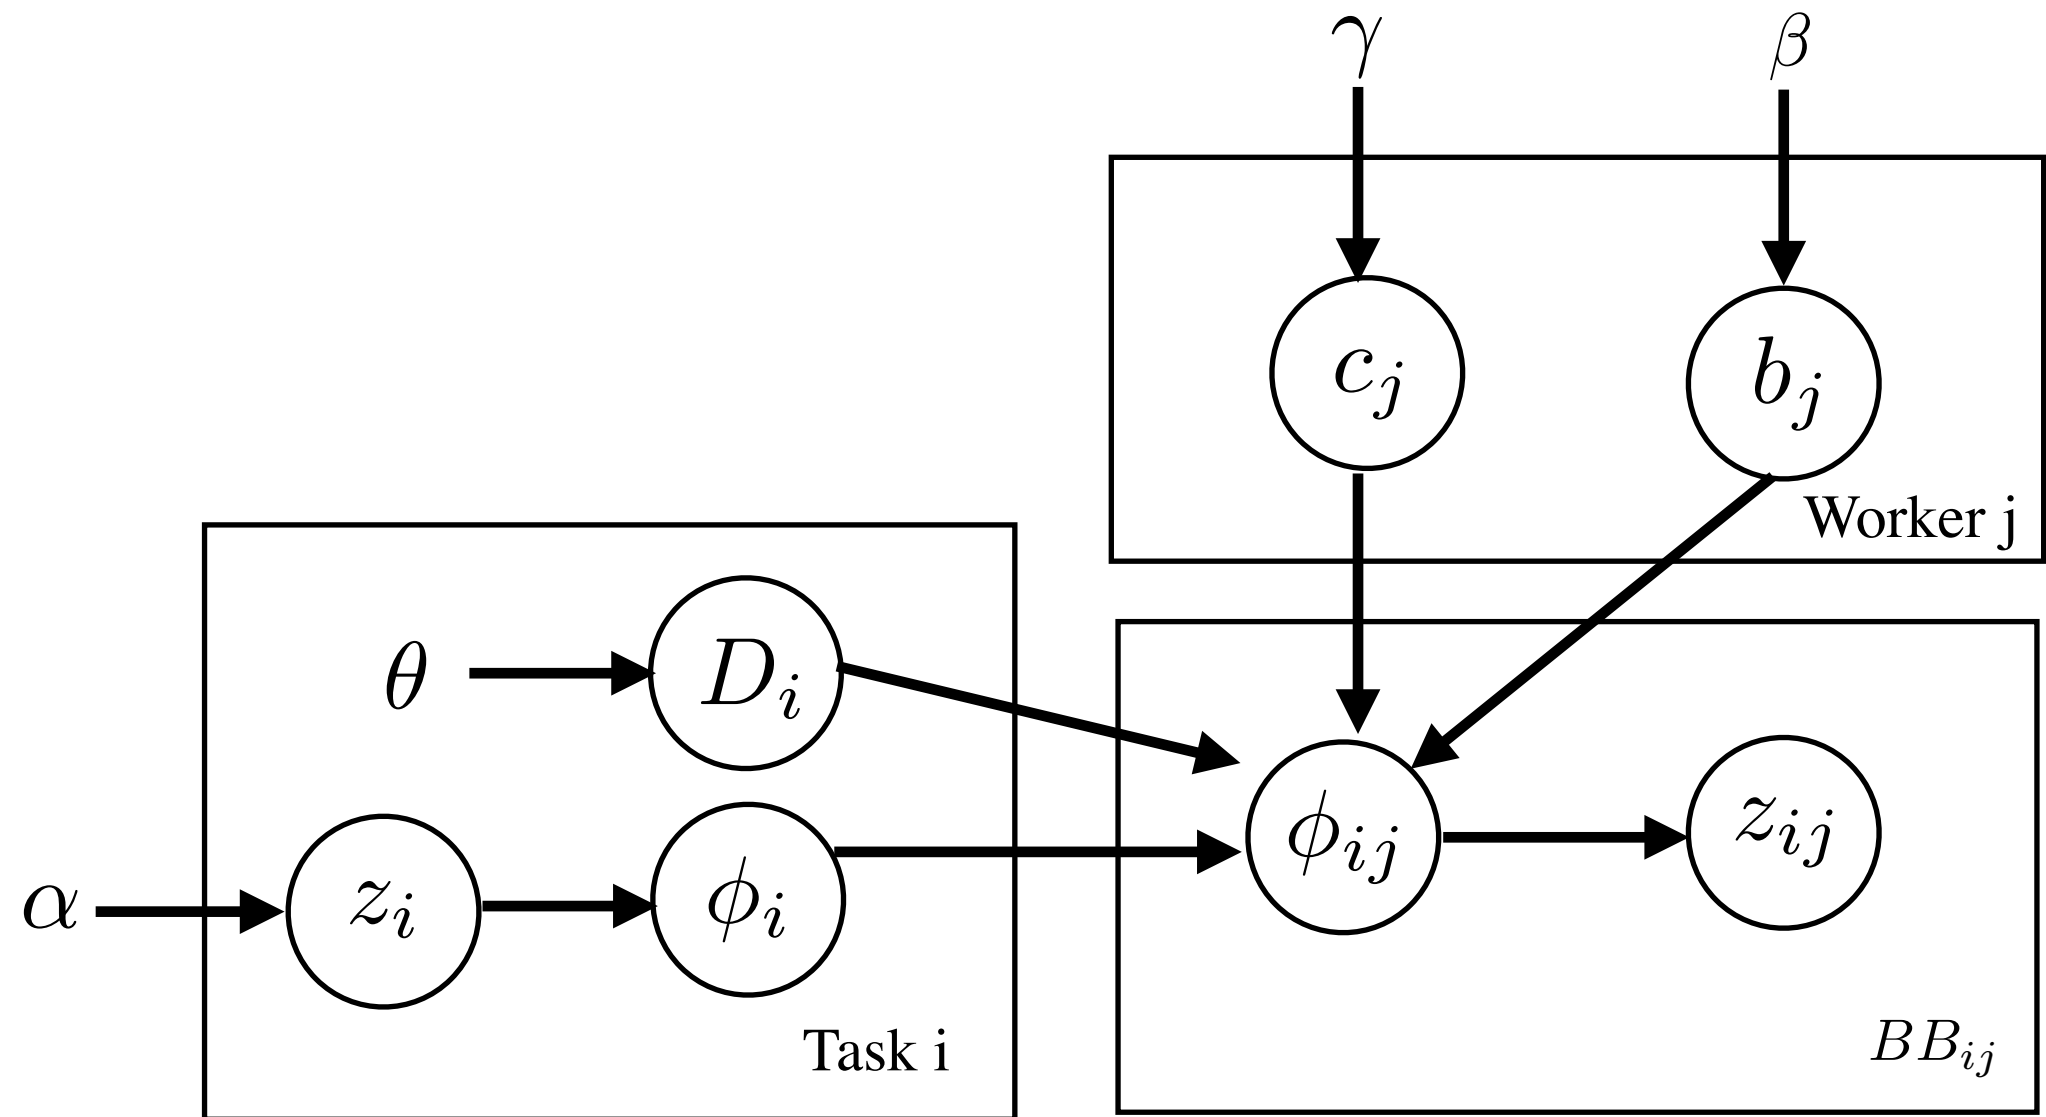 γ β
c_j b_j
Worker j
θ D_i
ϕ_ij z_ij
α z_i ϕ_i
Task i BB_ij